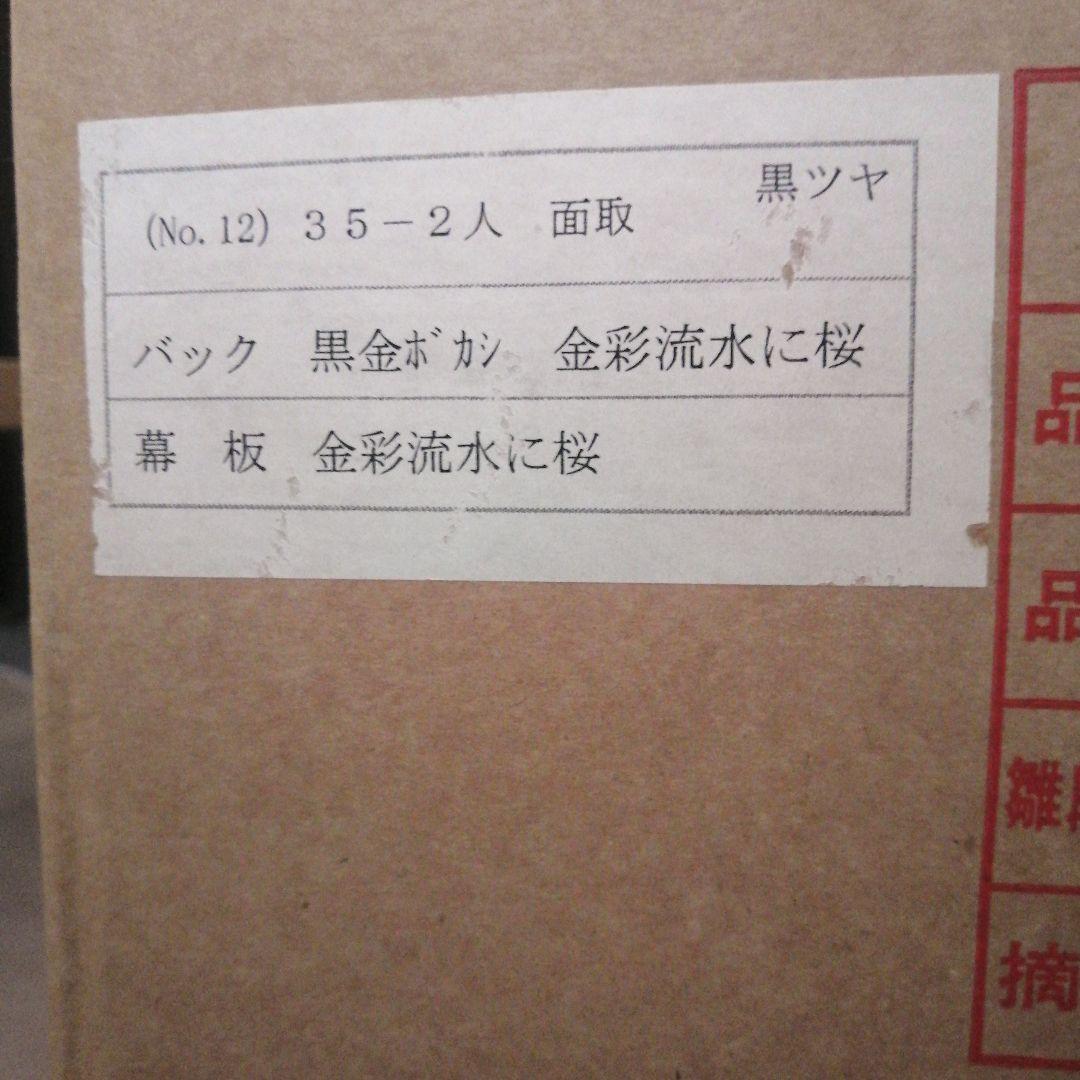 (No. 12) ３５－２人　面取　黒ツヤ
バック　黒金ﾎﾞｶｼ　金彩流水に桜
幕　板　金彩流水に桜
品
品
雛
摘